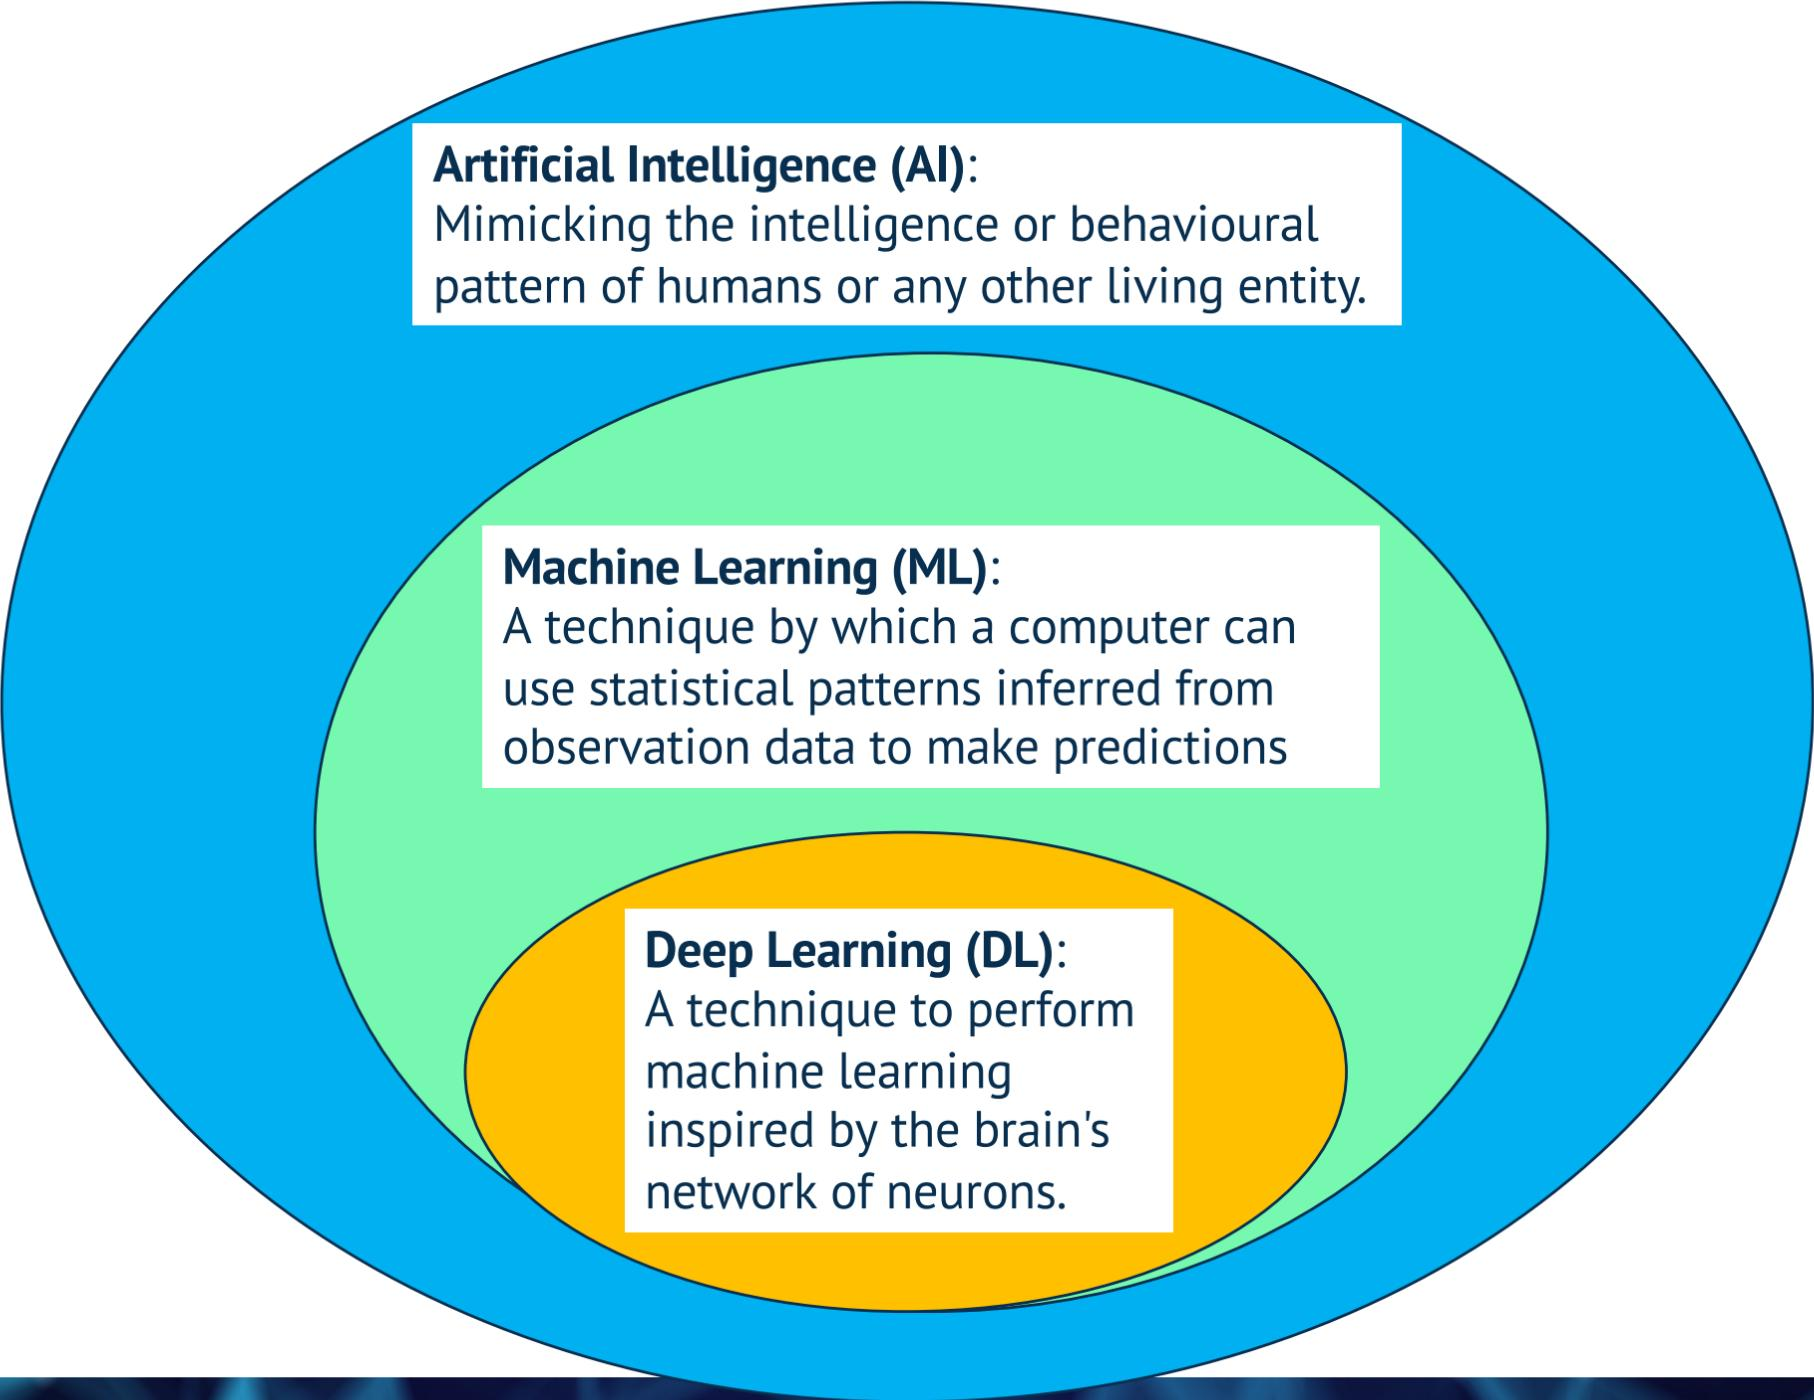 Artificial Intelligence (AI):
Mimicking the intelligence or behavioural
pattern of humans or any other living entity.
Machine Learning (ML):
A technique by which a computer can
use statistical patterns inferred from
observation data to make predictions
Deep Learning (DL):
A technique to perform
machine learning
inspired by the brain's
network of neurons.